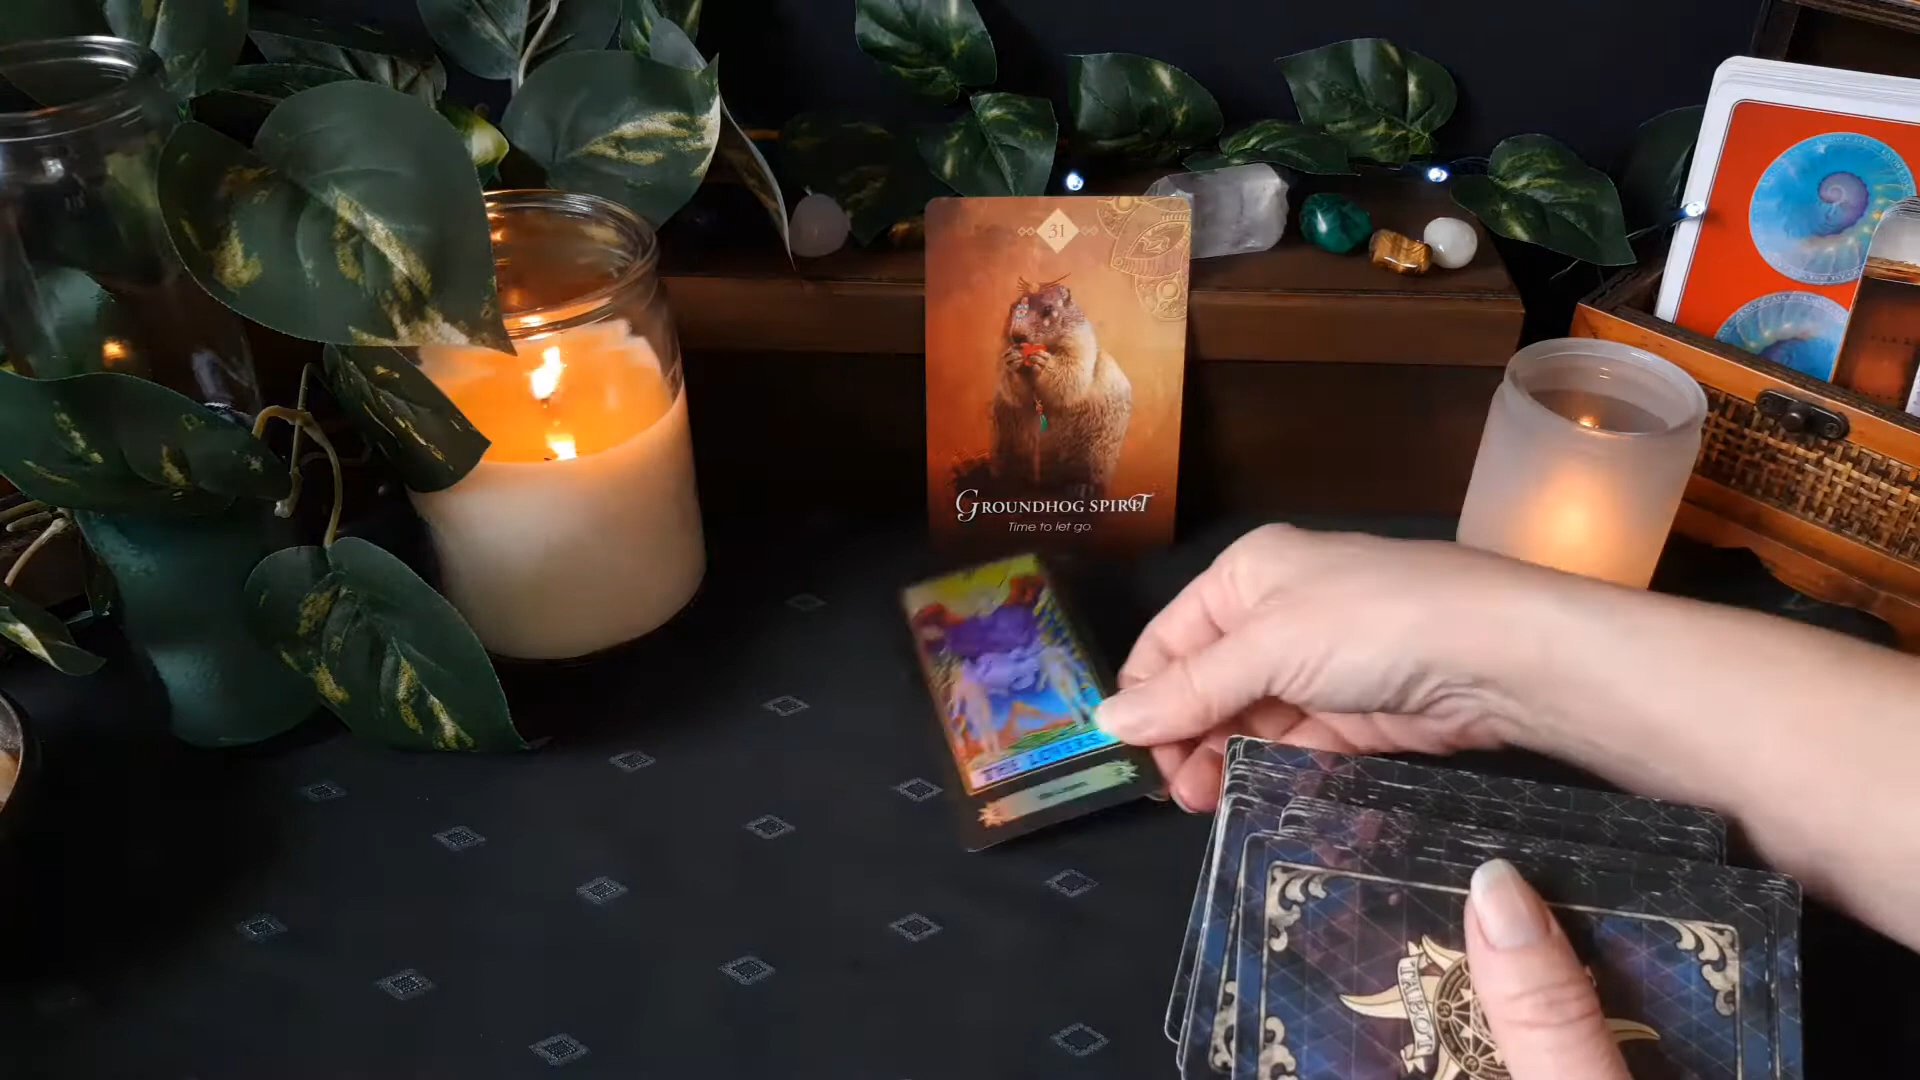 31
GROUNDHOG SPIRIT
Time to let go.
THE LOVERS
TAROT